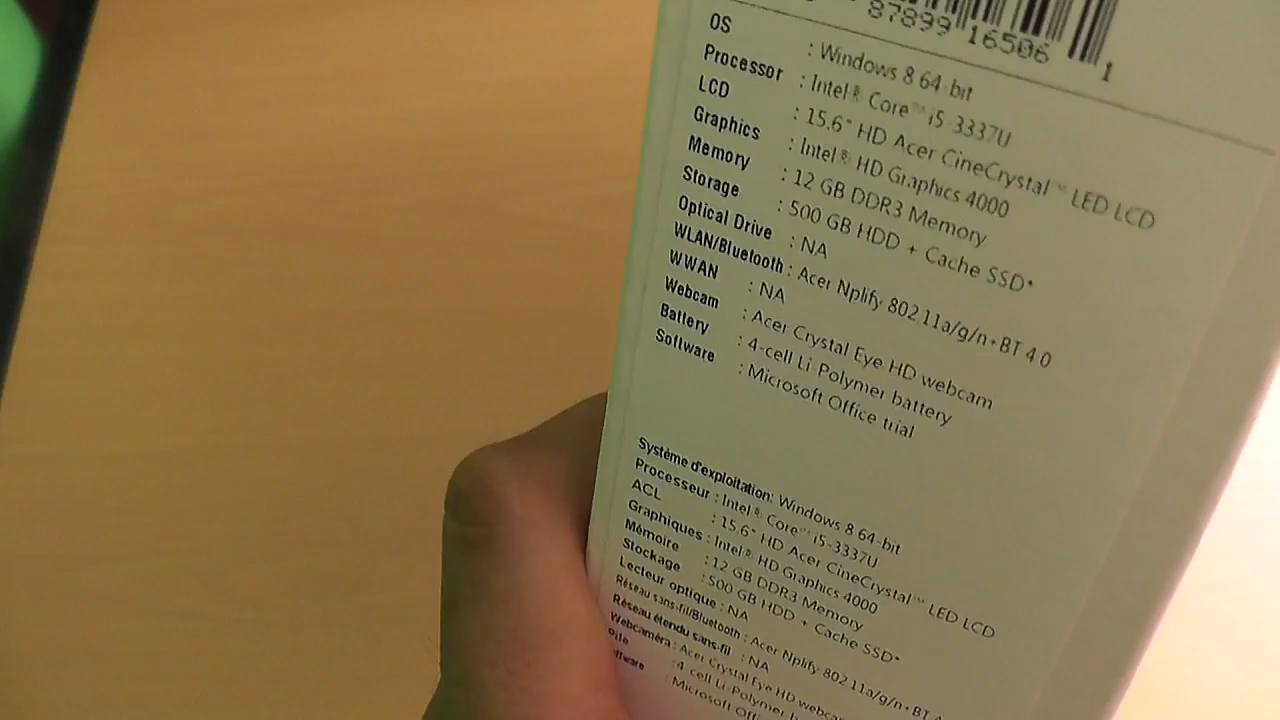 87899 16506 1
OS : Windows 8 64-bit
Processor : Intel® Core™ i5-3337U
LCD : 15.6" HD Acer CineCrystal™ LED LCD
Graphics : Intel® HD Graphics 4000
Memory : 12 GB DDR3 Memory
Storage : 500 GB HDD + Cache SSD*
Optical Drive : NA
WLAN/Bluetooth : Acer Nplify 802.11a/g/n+BT 4.0
WWAN : NA
Webcam : Acer Crystal Eye HD webcam
Battery : 4-cell Li-Polymer battery
Software : Microsoft Office trial
Système d'exploitation: Windows 8 64-bit
Processeur : Intel® Core™ i5-3337U
ACL : 15.6" HD Acer CineCrystal™ LED LCD
Graphiques : Intel® HD Graphics 4000
Mémoire : 12 GB DDR3 Memory
Stockage : 500 GB HDD + Cache SSD*
Lecteur optique : NA
Réseau sans-fil/Bluetooth : Acer Nplify 802.11a/g/n+BT
Réseau étendu sans-fil : NA
Webcaméra : Acer Crystal Eye HD
: 4-cell Li-Polymer
: Microsoft